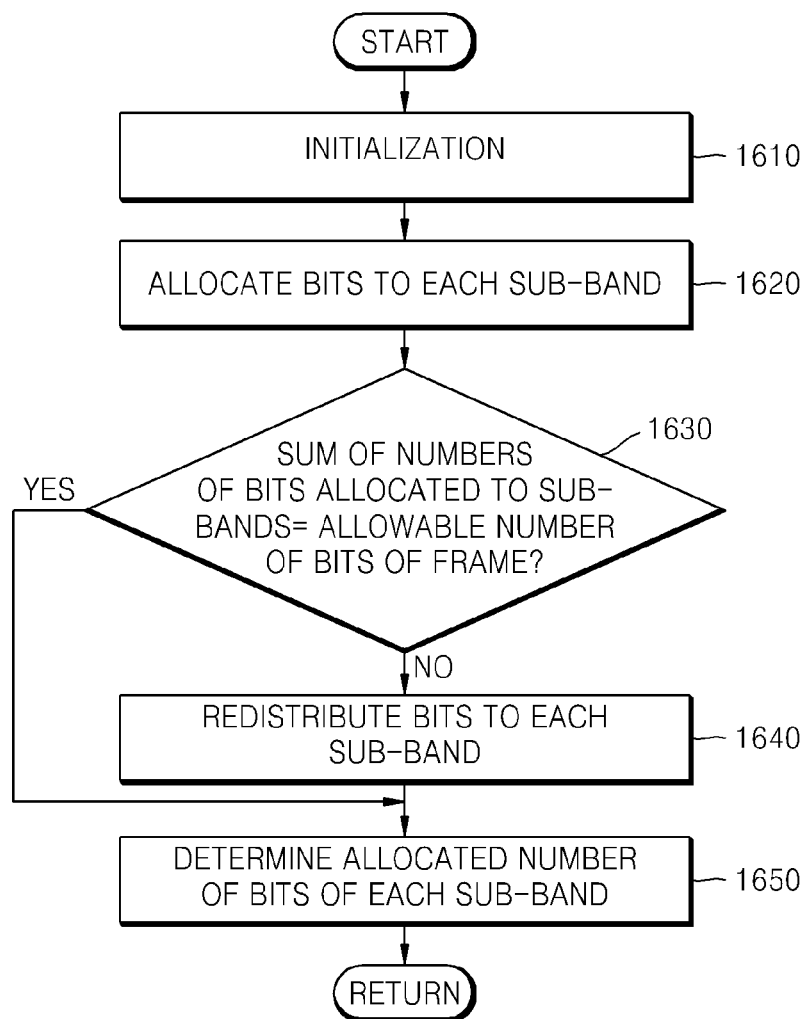 START
INITIALIZATION
1610
ALLOCATE BITS TO EACH SUB-BAND
1620
1630
SUM OF NUMBERS
OF BITS ALLOCATED TO SUB-
BANDS= ALLOWABLE NUMBER
OF BITS OF FRAME?
YES
NO
REDISTRIBUTE BITS TO EACH
SUB-BAND
1640
DETERMINE ALLOCATED NUMBER
OF BITS OF EACH SUB-BAND
1650
RETURN